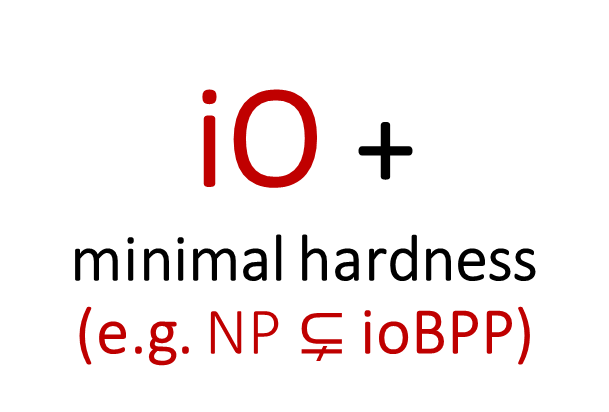 iO +
minimal hardness
(e.g. NP ⊊ ioBPP)